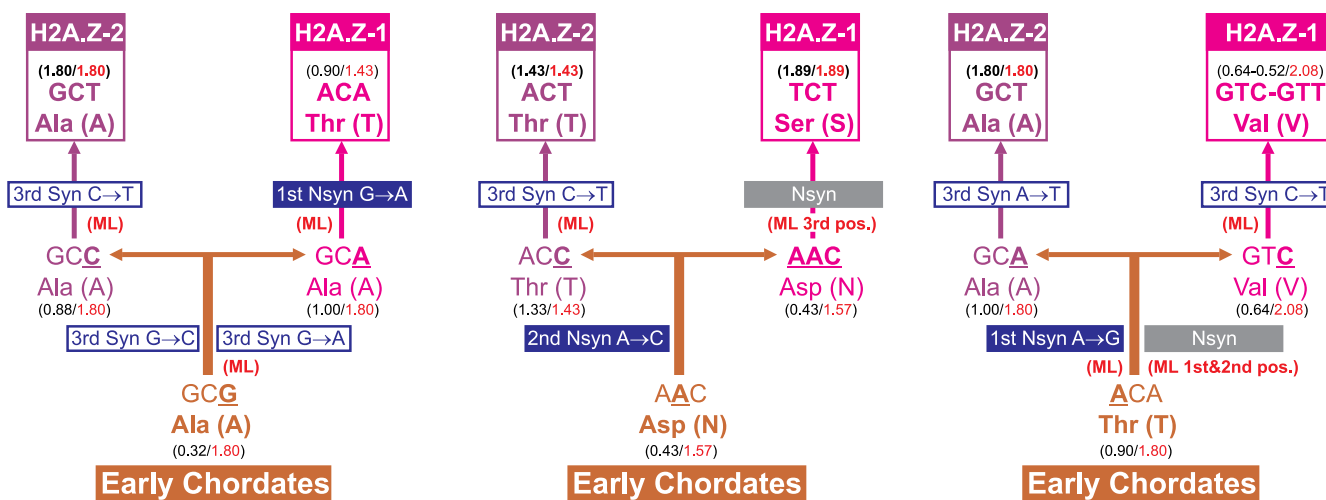 H2A.Z-2
(1.80/1.80)
GCT
Ala (A)
3rd Syn C→T
(ML)
GCC
Ala (A)
(0.88/1.80)
H2A.Z-1
(0.90/1.43)
ACA
Thr (T)
1st Nsyn G→A
(ML)
GCA
Ala (A)
(1.00/1.80)
3rd Syn G→C
3rd Syn G→A
(ML)
GCG
Ala (A)
(0.32/1.80)
Early Chordates
H2A.Z-2
(1.43/1.43)
ACT
Thr (T)
3rd Syn C→T
(ML)
ACC
Thr (T)
(1.33/1.43)
H2A.Z-1
(1.89/1.89)
TCT
Ser (S)
Nsyn
(ML 3rd pos.)
AAC
Asp (N)
(0.43/1.57)
2nd Nsyn A→C
AAC
Asp (N)
(0.43/1.57)
Early Chordates
H2A.Z-2
(1.80/1.80)
GCT
Ala (A)
3rd Syn A→T
GCA
Ala (A)
(1.00/1.80)
H2A.Z-1
(0.64-0.52/2.08)
GTC-GTT
Val (V)
3rd Syn C→T
(ML)
GTC
Val (V)
(0.64/2.08)
1st Nsyn A→G
(ML)
Nsyn
(ML 1st&2nd pos.)
ACA
Thr (T)
(0.90/1.80)
Early Chordates